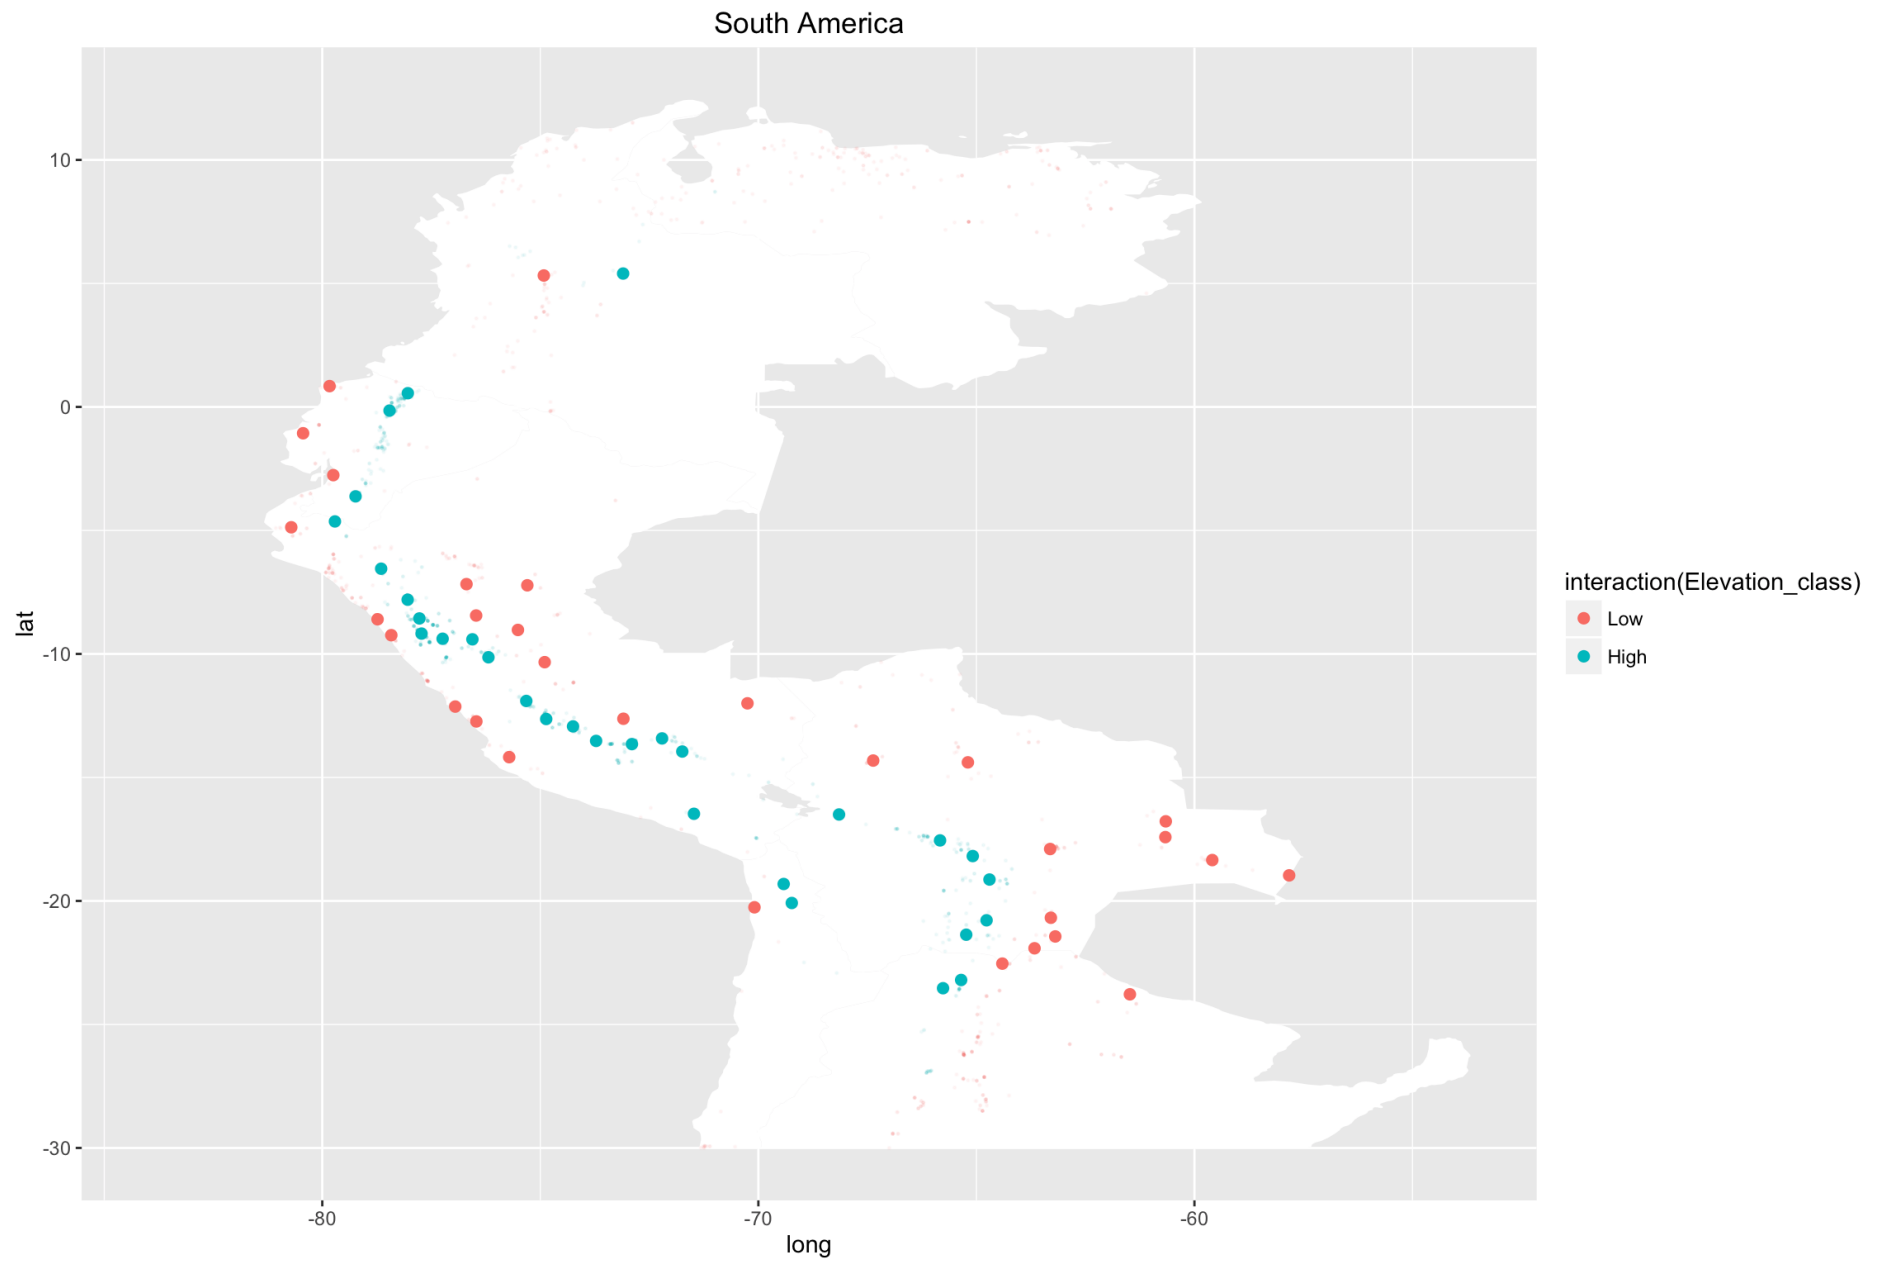 South America
10
0
-10
-20
-30
lat
-80
-70
-60
long
interaction(Elevation_class)
Low
High